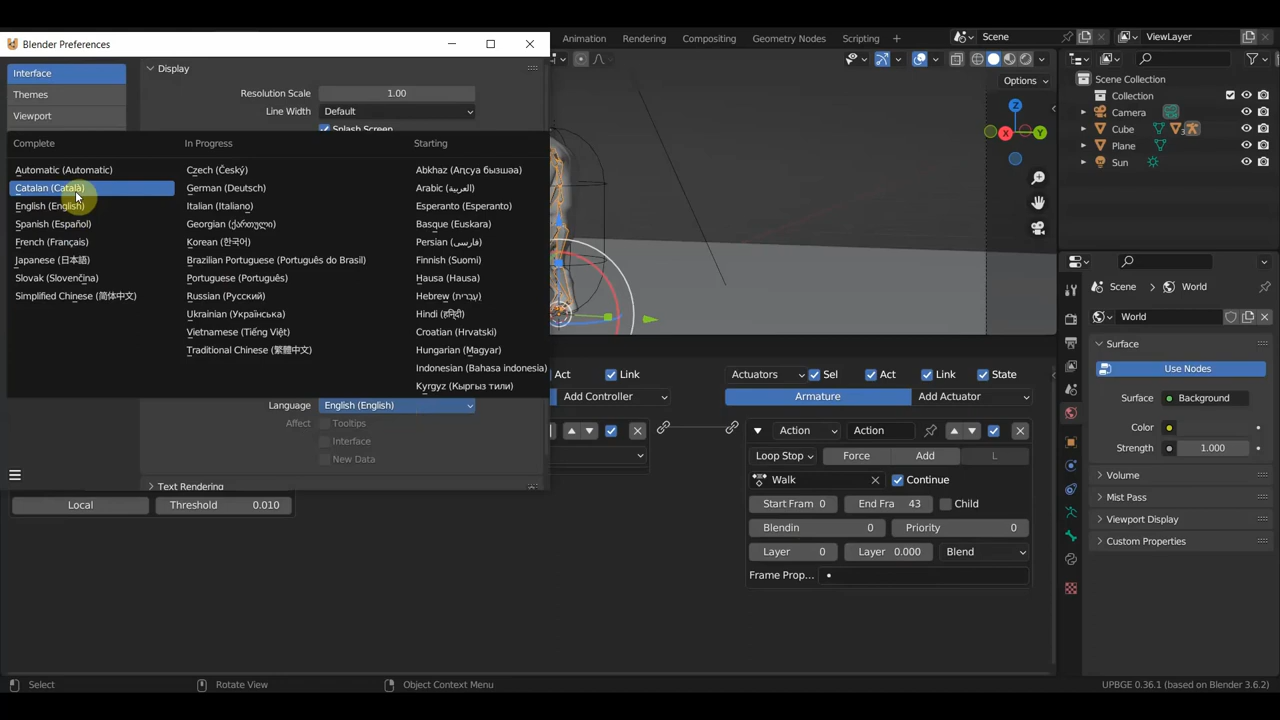 Blender Preferences
Animation
Rendering
Compositing
Geometry Nodes
Scripting
Scene
ViewLayer
Interface
Themes
Viewport
Display
Resolution Scale
1.00
Line Width
Default
Splash Screen
Options
Scene Collection
Collection
Camera
Cube
3
Plane
Sun
X
Y
Z
Complete
Automatic (Automatic)
Catalan (Català)
English (English)
Spanish (Español)
French (Français)
Japanese (日本語)
Slovak (Slovenčina)
Simplified Chinese (简体中文)
In Progress
Czech (Český)
German (Deutsch)
Italian (Italiano)
Georgian (ქართული)
Korean (한국어)
Brazilian Portuguese (Português do Brasil)
Portuguese (Português)
Russian (Русский)
Ukrainian (Українська)
Vietnamese (Tiếng Việt)
Traditional Chinese (繁體中文)
Starting
Abkhaz (Аԥсуа бызшәа)
Arabic (العربية)
Esperanto (Esperanto)
Basque (Euskara)
Persian (فارسی)
Finnish (Suomi)
Hausa (Hausa)
Hebrew (עברית)
Hindi (हिन्दी)
Croatian (Hrvatski)
Hungarian (Magyar)
Indonesian (Bahasa indonesia)
Kyrgyz (Кыргыз тили)
Language
English (English)
Affect
Tooltips
Interface
New Data
Text Rendering
Local
Threshold
0.010
Act
Link
Add Controller
Actuators
Sel
Act
Link
State
Armature
Add Actuator
Action
Action
Loop Stop
Force
Add
L
Walk
Continue
Start Fram 0
End Fra 43
Child
Blendin 0
Priority 0
Layer 0
Layer 0.000
Blend
Frame Prop...
Scene
World
World
Surface
Use Nodes
Surface
Background
Color
Strength
1.000
Volume
Mist Pass
Viewport Display
Custom Properties
Select
Rotate View
Object Context Menu
UPBGE 0.36.1 (based on Blender 3.6.2)